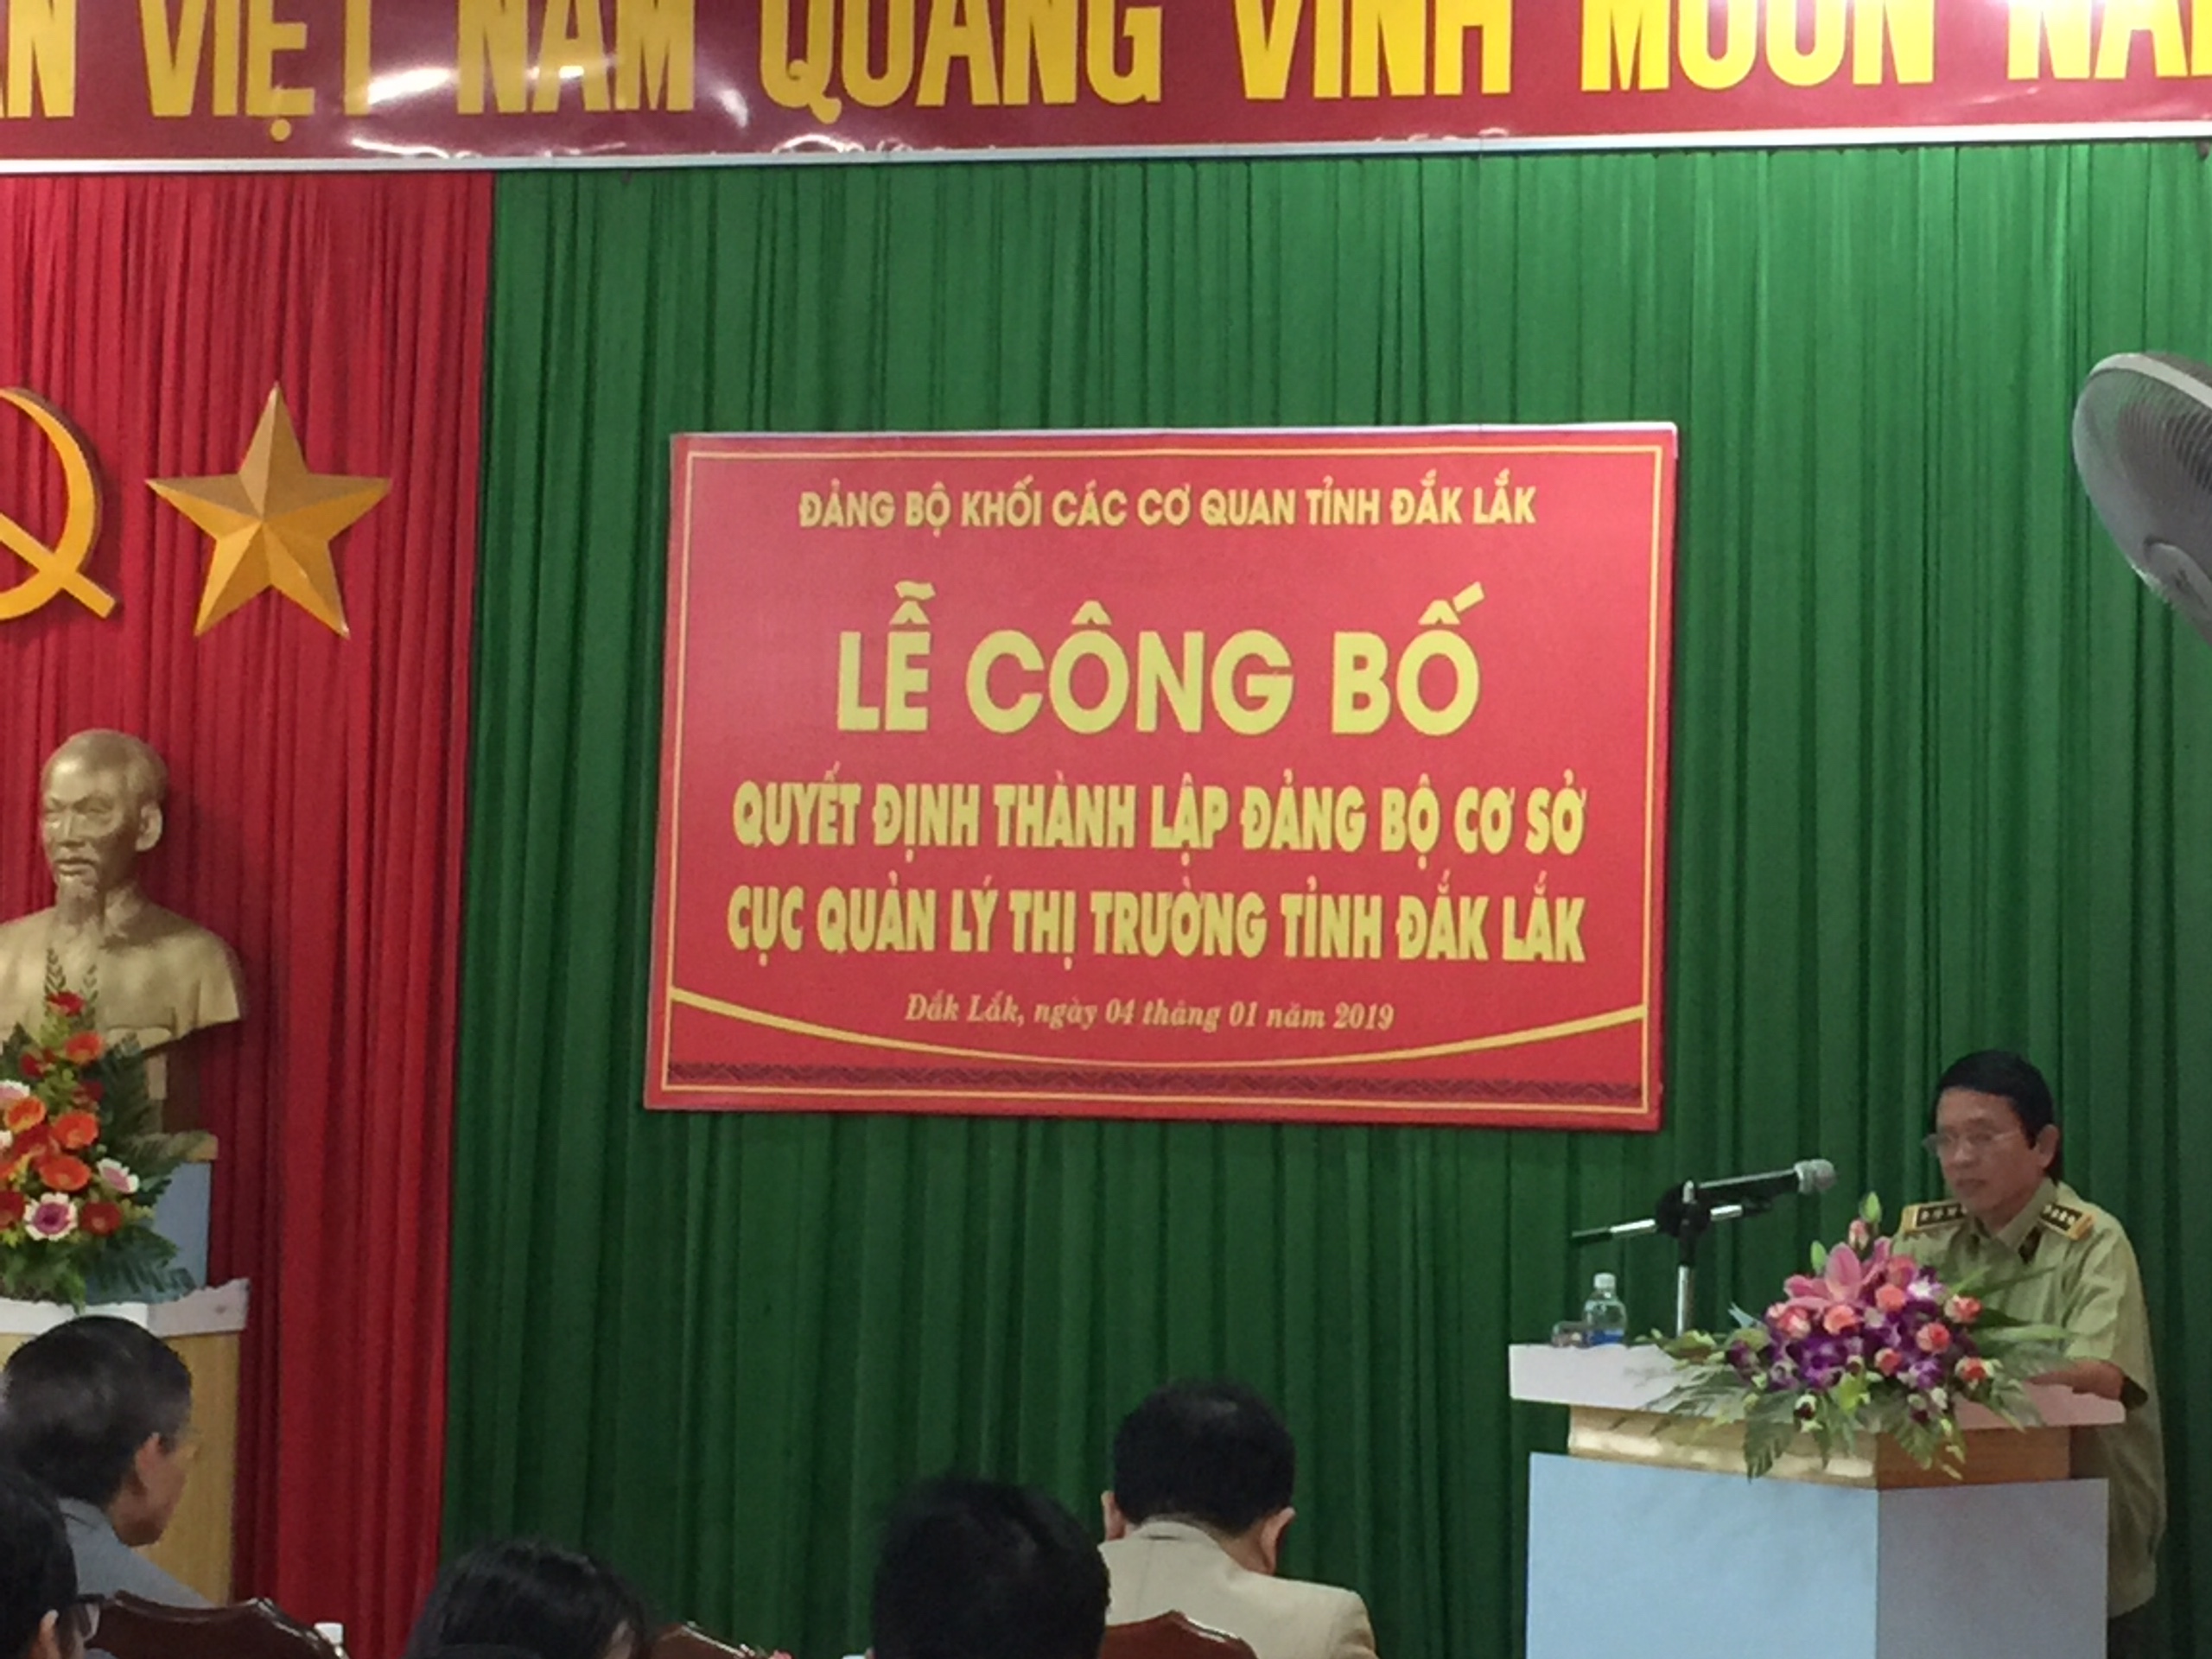 VIỆT NAM QUANG VINH MUÔN
ĐẢNG BỘ KHỐI CÁC CƠ QUAN TỈNH ĐẮK LẮK
LỄ CÔNG BỐ
QUYẾT ĐỊNH THÀNH LẬP ĐẢNG BỘ CƠ SỞ
CỤC QUẢN LÝ THỊ TRƯỜNG TỈNH ĐẮK LẮK
Đắk Lắk, ngày 04 tháng 01 năm 2019